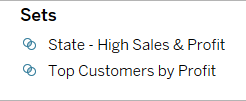 Sets
State - High Sales & Profit
Top Customers by Profit